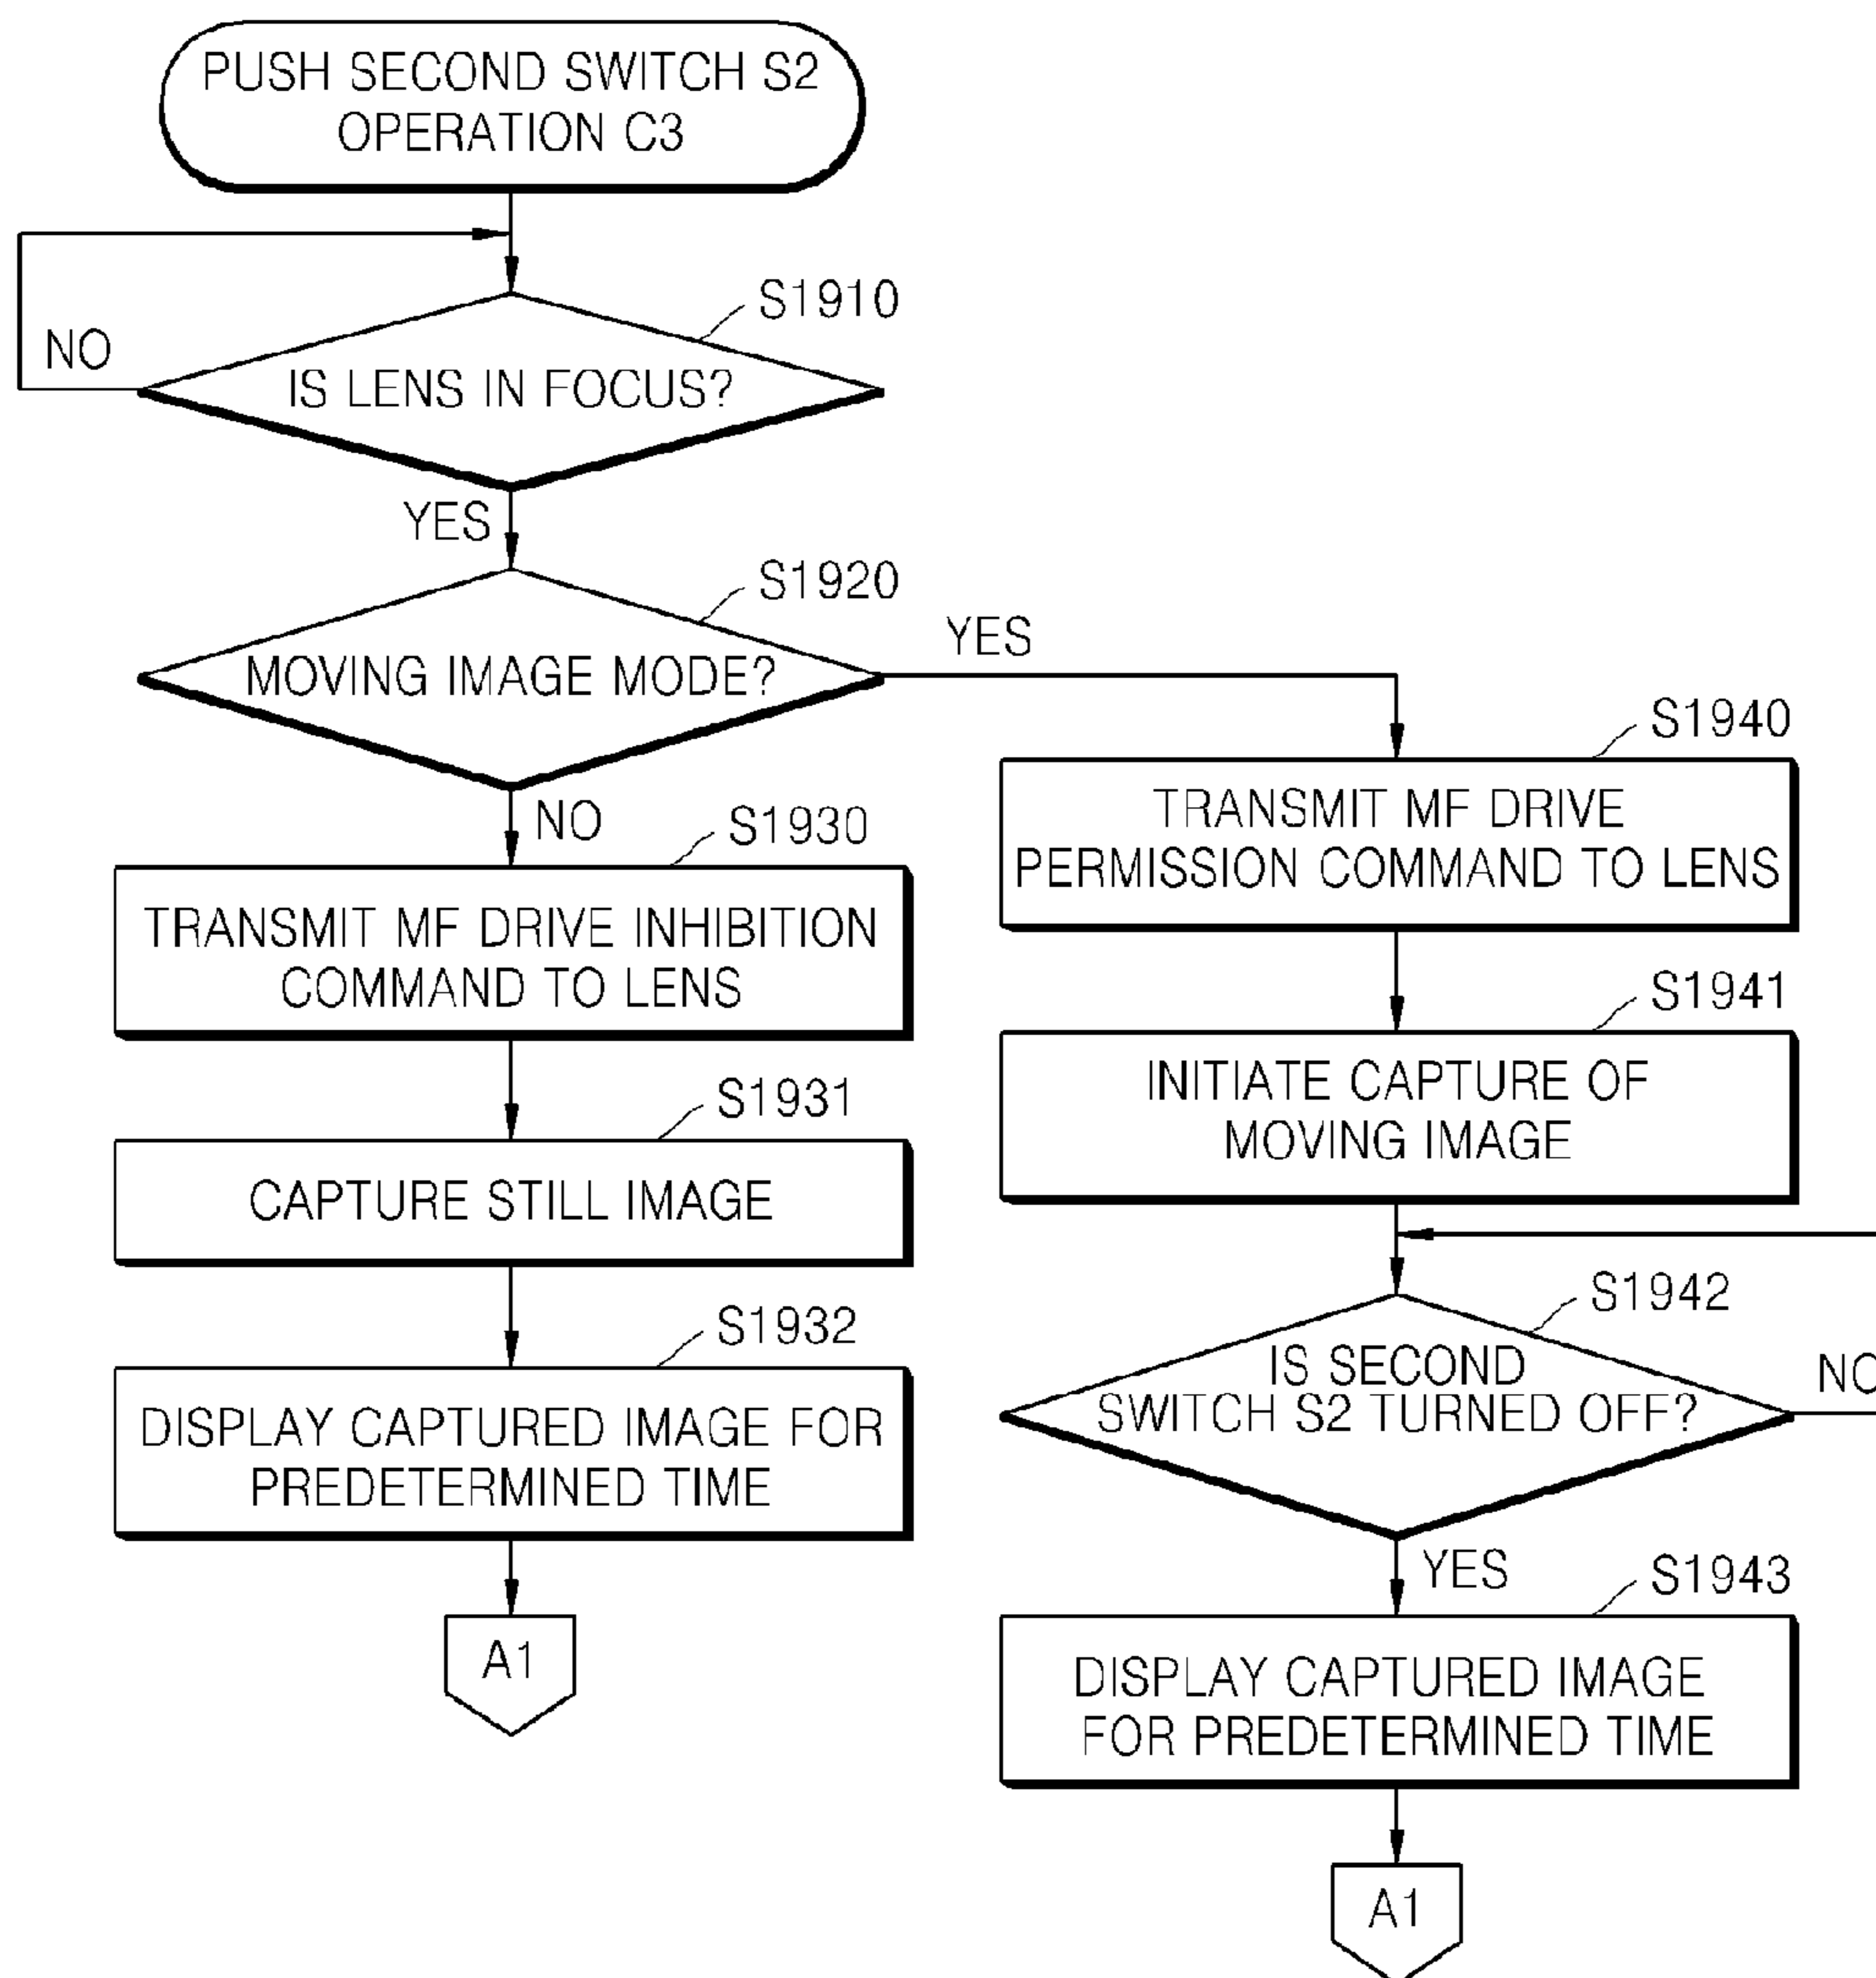 PUSH SECOND SWITCH S2
OPERATION C3
S1910
NO
IS LENS IN FOCUS?
YES
S1920
MOVING IMAGE MODE?
YES
NO
S1930
TRANSMIT MF DRIVE INHIBITION
COMMAND TO LENS
S1931
CAPTURE STILL IMAGE
S1932
DISPLAY CAPTURED IMAGE FOR
PREDETERMINED TIME
A1
S1940
TRANSMIT MF DRIVE
PERMISSION COMMAND TO LENS
S1941
INITIATE CAPTURE OF
MOVING IMAGE
S1942
IS SECOND
SWITCH S2 TURNED OFF?
NO
YES
S1943
DISPLAY CAPTURED IMAGE
FOR PREDETERMINED TIME
A1